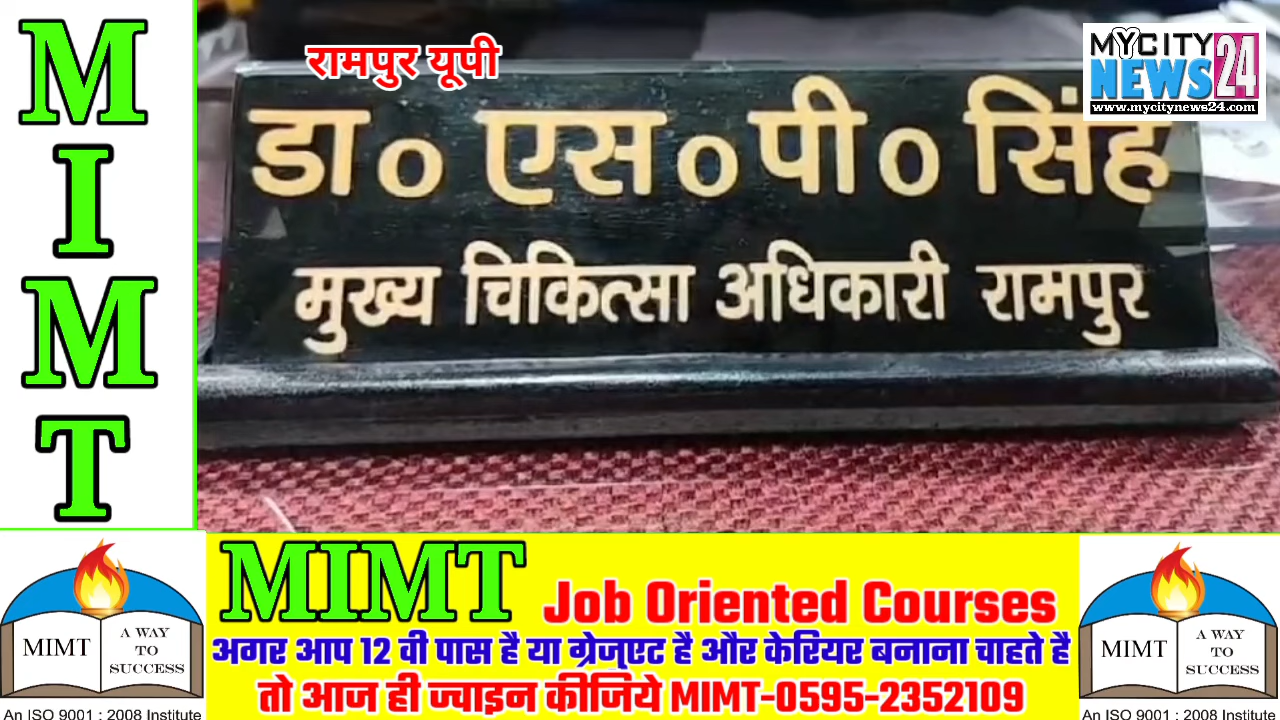 M
I
M
T
रामपुर यूपी
MYCITY
NEWS 24
www.mycitynews24.com
डा० एस० पी० सिंह
मुख्य चिकित्सा अधिकारी रामपुर
MIMT
A WAY
TO
SUCCESS
An ISO 9001 : 2008 Institute
MIMT Job Oriented Courses
अगर आप 12 वी पास है या ग्रेजुएट है और केरियर बनाना चाहते है
तो आज ही ज्वाइन कीजिये MIMT-0595-2352109
MIMT
A WAY
TO
SUCCESS
An ISO 9001 : 2008 Institute